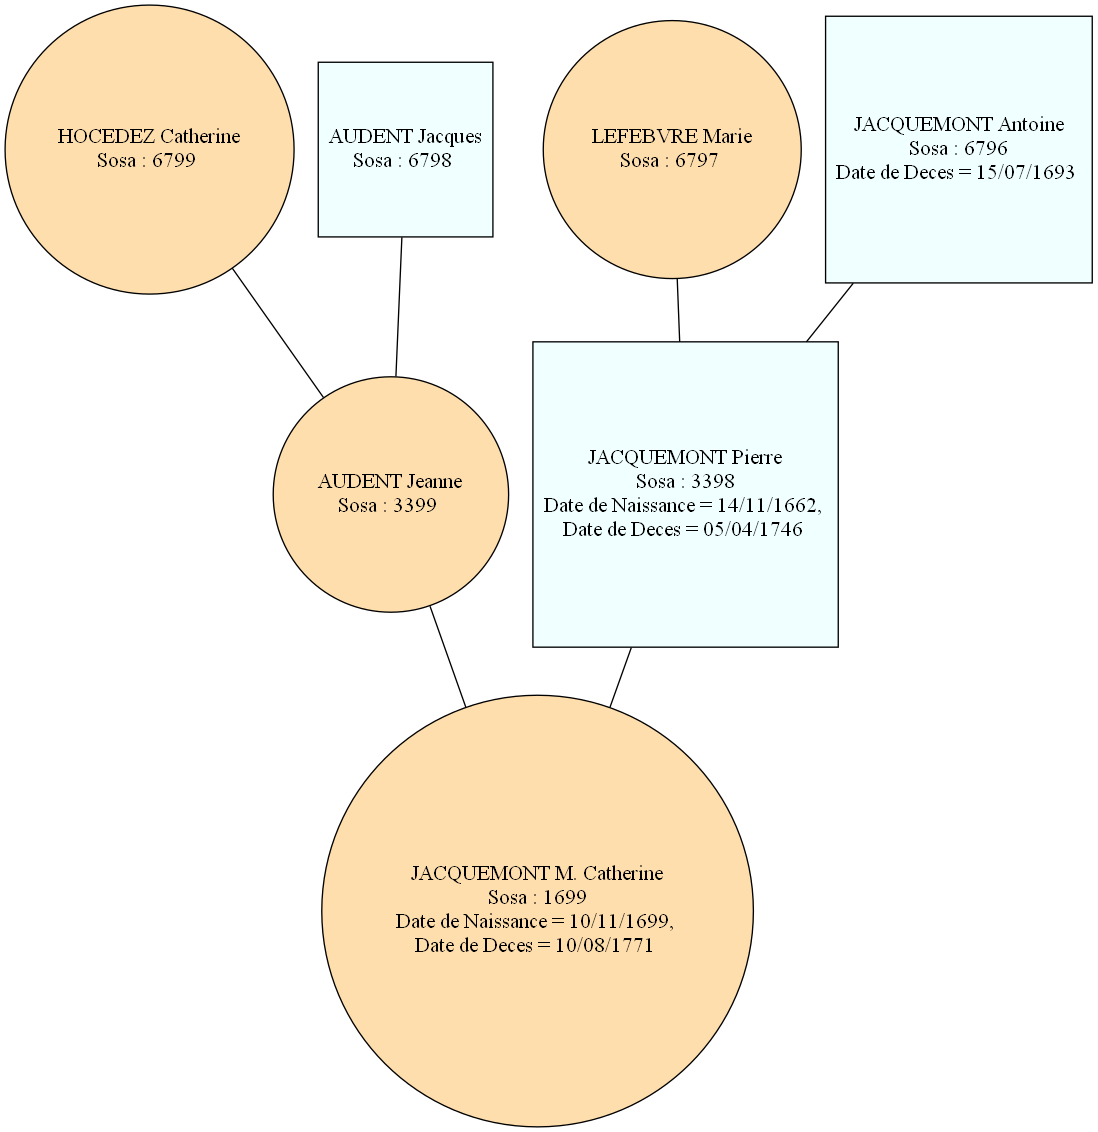 HOCEDEZ Catherine
Sosa : 6799
AUDENT Jacques
Sosa : 6798
LEFEBVRE Marie
Sosa : 6797
JACQUEMONT Antoine
Sosa : 6796
Date de Deces = 15/07/1693
AUDENT Jeanne
Sosa : 3399
JACQUEMONT Pierre
Sosa : 3398
Date de Naissance = 14/11/1662,
Date de Deces = 05/04/1746
JACQUEMONT M. Catherine
Sosa : 1699
Date de Naissance = 10/11/1699,
Date de Deces = 10/08/1771